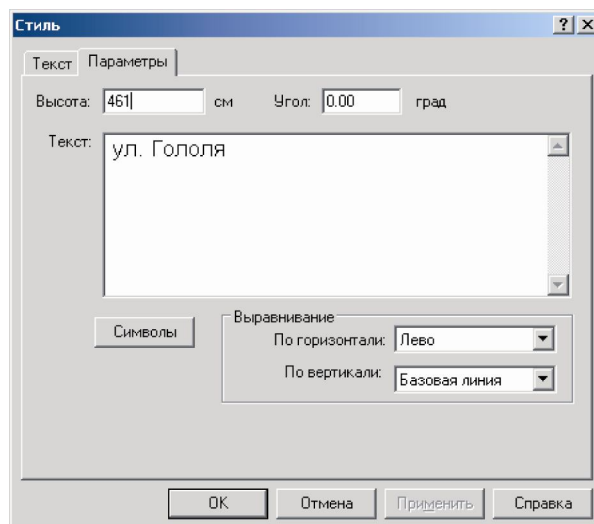 Стиль
Текст Параметры
Высота: 461 см Угол: 0.00 град
Текст: ул. Гололя
Символы
Выравнивание
По горизонтали: Лево
По вертикали: Базовая линия
OK Отмена Применить Справка